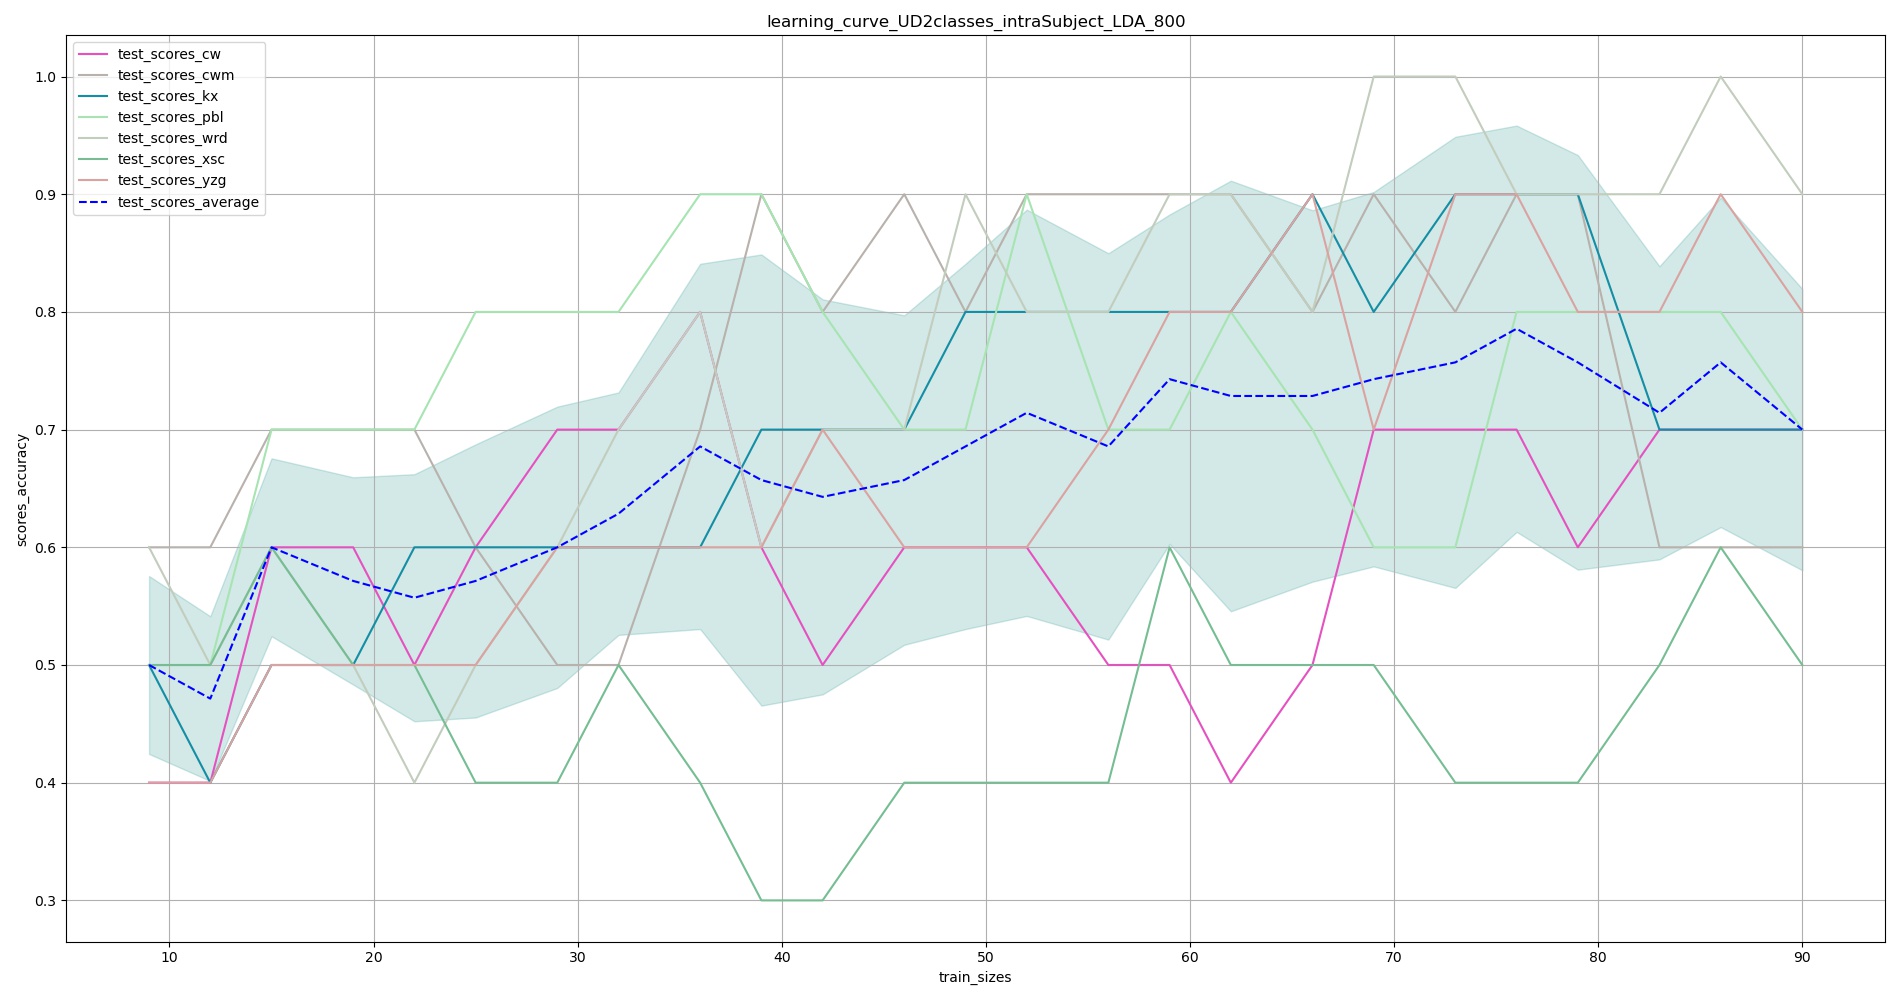 learning_curve_UD2classes_intraSubject_LDA_800
test_scores_cw
test_scores_cwm
test_scores_kx
test_scores_pbl
test_scores_wrd
test_scores_xsc
test_scores_yzg
test_scores_average
scores_accuracy
1.0
0.9
0.8
0.7
0.6
0.5
0.4
0.3
10 20 30 40 50 60 70 80 90
train_sizes